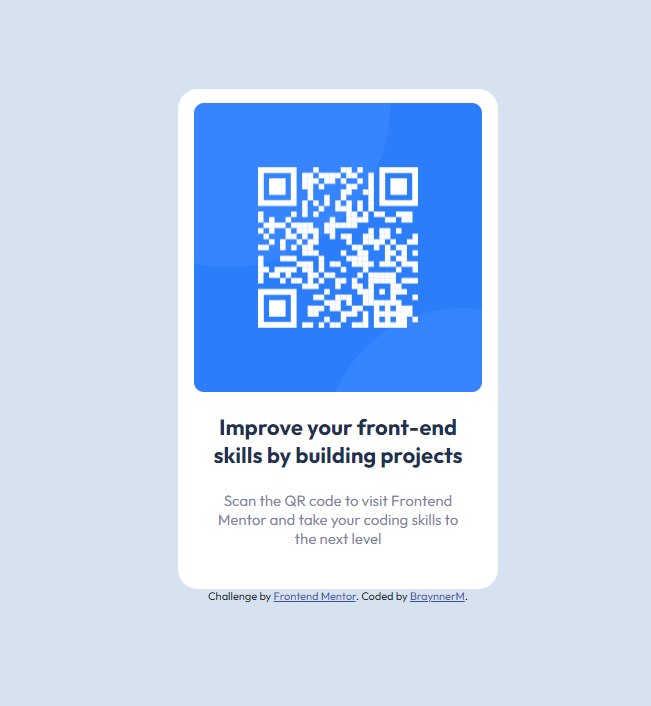 Improve your front-end
skills by building projects
Scan the QR code to visit Frontend
Mentor and take your coding skills to
the next level
Challenge by Frontend Mentor. Coded by BraynnerM.